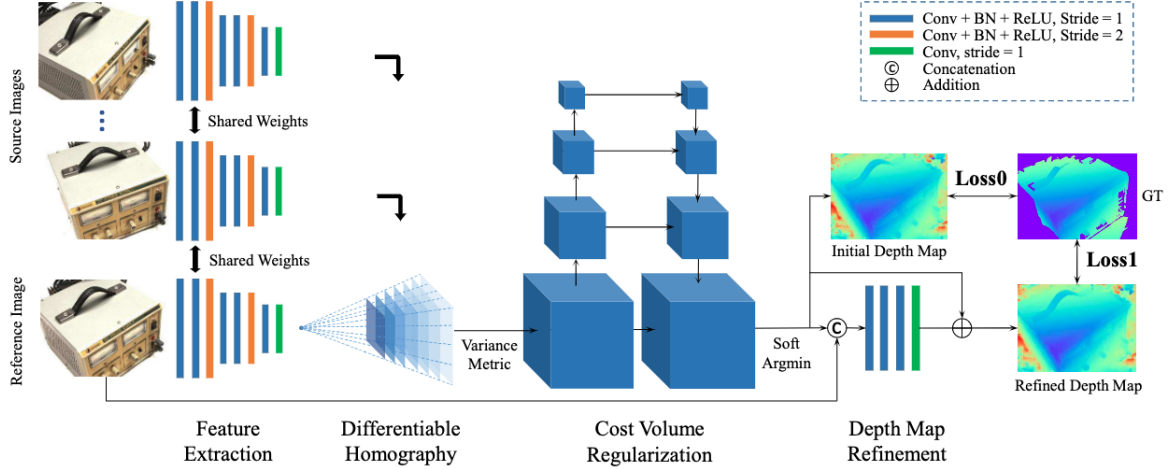 Source Images
Reference Image
Shared Weights
Shared Weights
Conv + BN + ReLU, Stride = 1
Conv + BN + ReLU, Stride = 2
Conv, stride = 1
C Concatenation
Addition
Loss0
GT
Initial Depth Map
Loss1
Variance
Metric
Soft
Argmin
C
Refined Depth Map
Feature
Extraction
Differentiable
Homography
Cost Volume
Regularization
Depth Map
Refinement